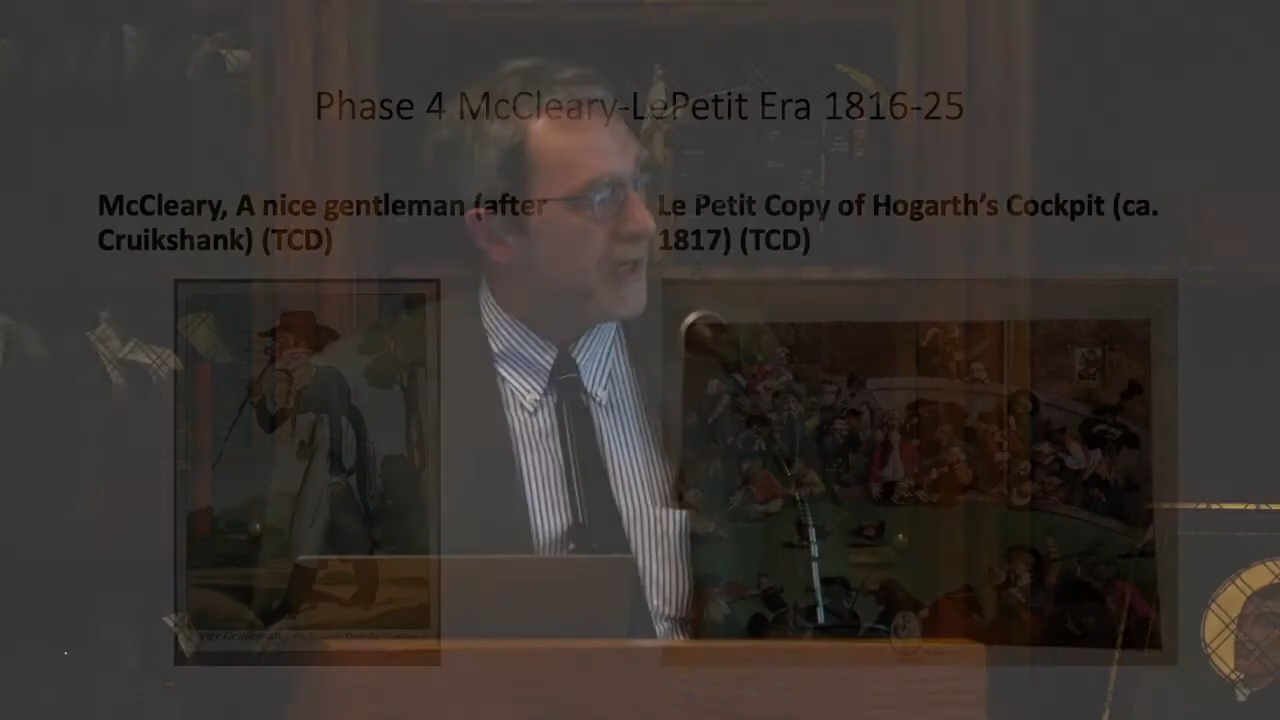 Phase 4 McCleary-LePetit Era 1816-25
McCleary, A nice gentleman (after
Cruikshank) (TCD)
Le Petit Copy of Hogarth's Cockpit (ca.
1817) (TCD)